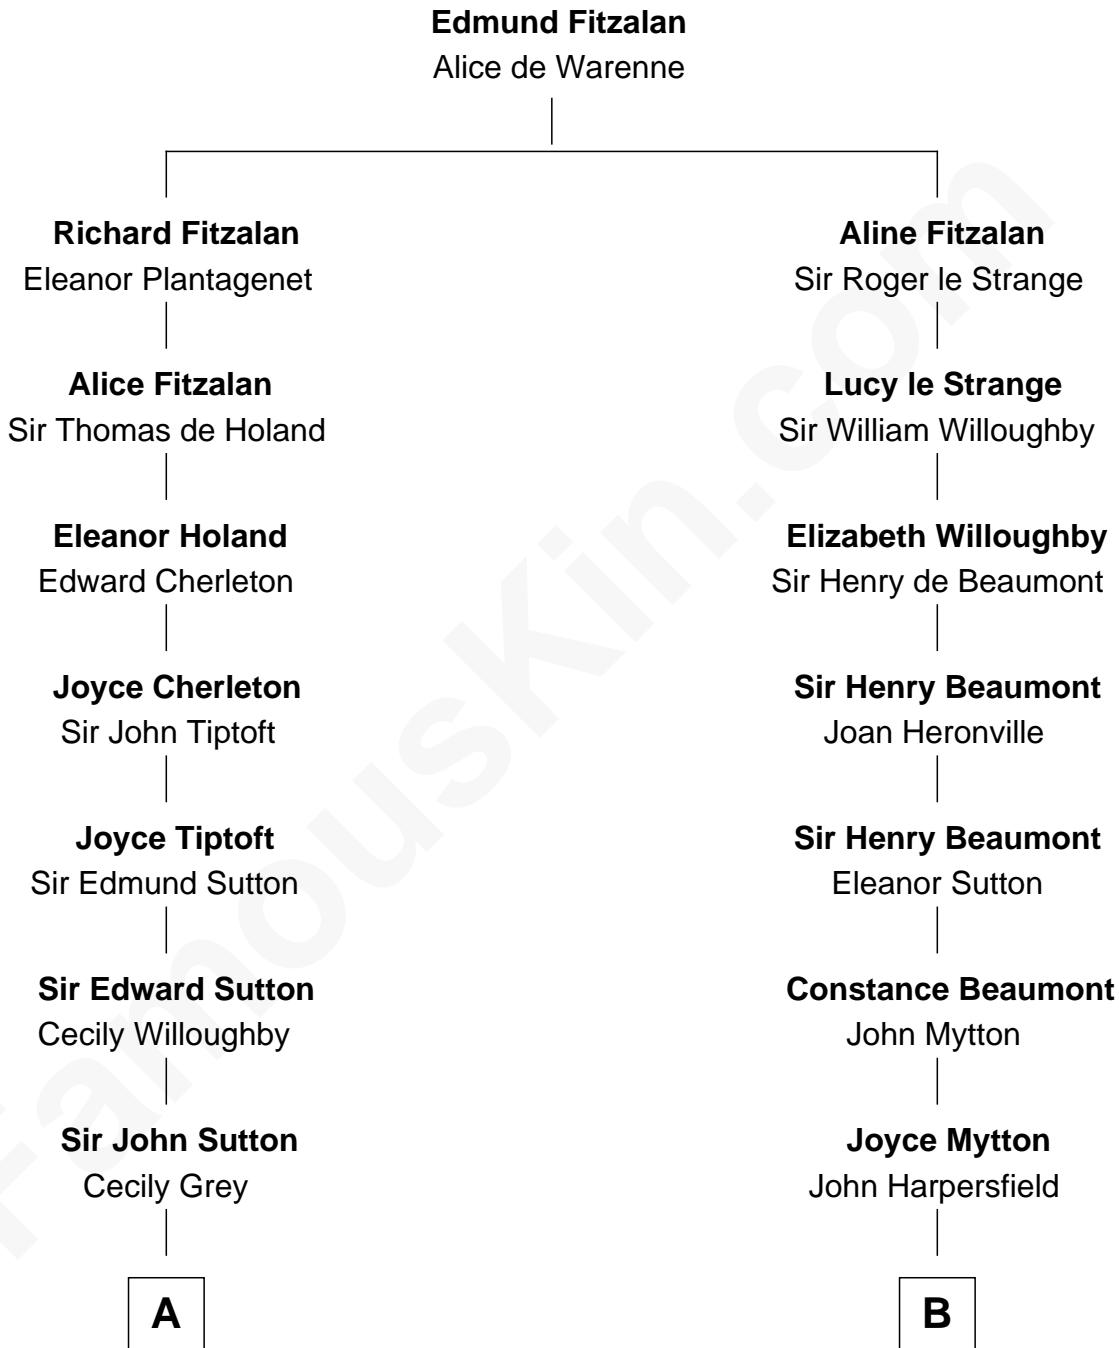 Edmund Fitzalan
Alice de Warenne
Richard Fitzalan
Eleanor Plantagenet
Aline Fitzalan
Sir Roger le Strange
Alice Fitzalan
Sir Thomas de Holand
Lucy le Strange
Sir William Willoughby
Eleanor Holand
Edward Cherleton
Elizabeth Willoughby
Sir Henry de Beaumont
Joyce Cherleton
Sir John Tiptoft
Sir Henry Beaumont
Joan Heronville
Joyce Tiptoft
Sir Edmund Sutton
Sir Henry Beaumont
Eleanor Sutton
Sir Edward Sutton
Cecily Willoughby
Constance Beaumont
John Mytton
Sir John Sutton
Cecily Grey
Joyce Mytton
John Harpersfield
A
B
FamousKin.com